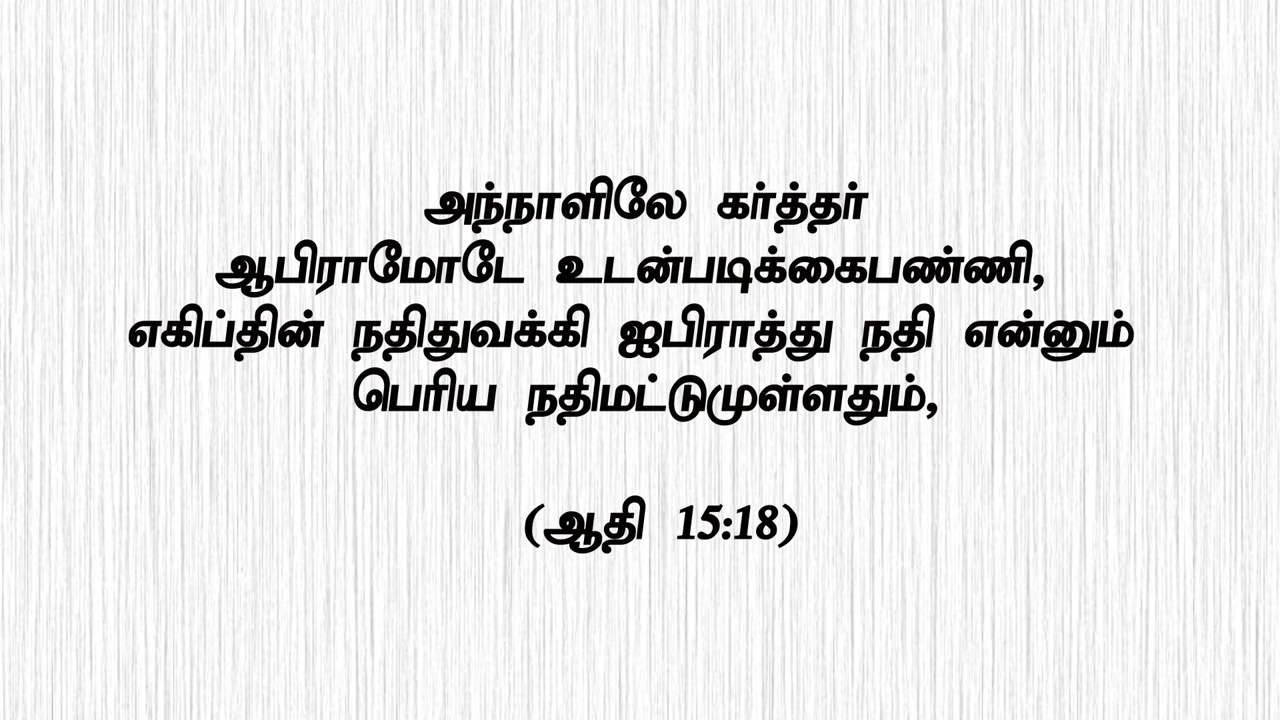 அந்நாளிலே கர்த்தர்
ஆபிராமோடே உடன்படிக்கைபண்ணி,
எகிப்தின் நதிதுவக்கி ஐபிராத்து நதி என்னும்
பெரிய நதிமட்டுமுள்ளதும்,
(ஆதி 15:18)